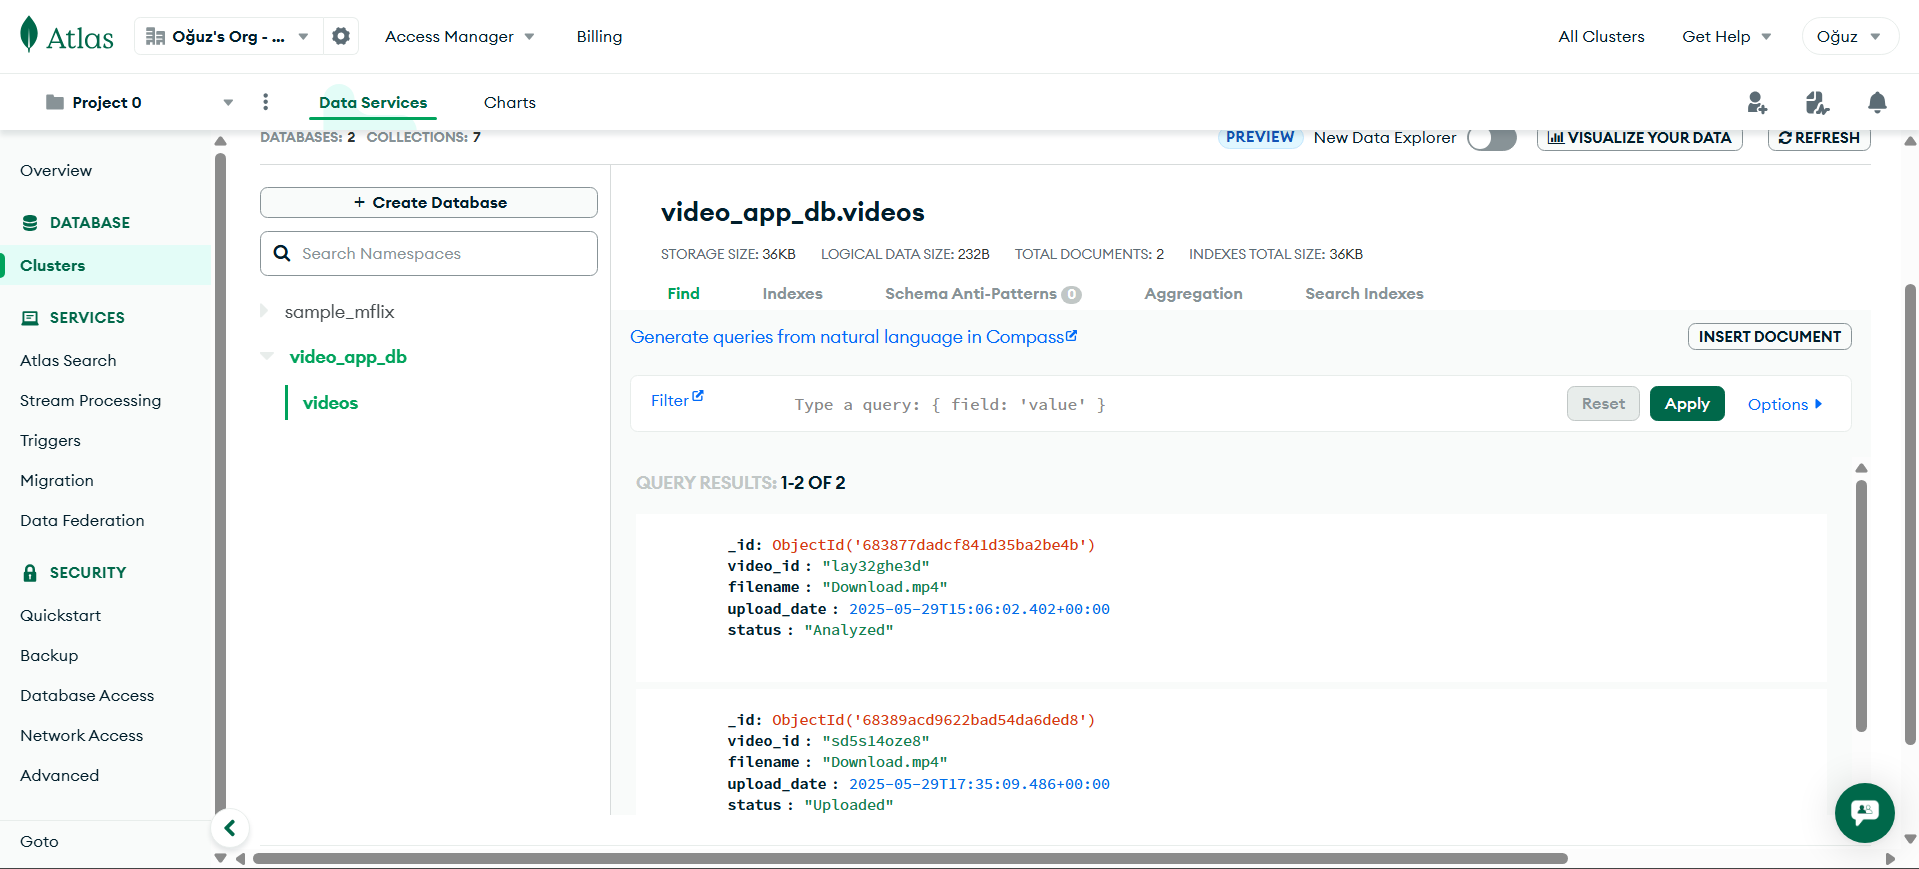 Atlas
Oğuz's Org - ...
Access Manager
Billing
All Clusters
Get Help
Oğuz
Project 0
Data Services
Charts
DATABASES: 2 COLLECTIONS: 7
PREVIEW New Data Explorer
VISUALIZE YOUR DATA
REFRESH
Overview
DATABASE
Clusters
SERVICES
Atlas Search
Stream Processing
Triggers
Migration
Data Federation
SECURITY
Quickstart
Backup
Database Access
Network Access
Advanced
Goto
+ Create Database
Search Namespaces
sample_mflix
video_app_db
videos
video_app_db.videos
STORAGE SIZE: 36KB LOGICAL DATA SIZE: 232B TOTAL DOCUMENTS: 2 INDEXES TOTAL SIZE: 36KB
Find Indexes Schema Anti-Patterns 0 Aggregation Search Indexes
Generate queries from natural language in Compass
INSERT DOCUMENT
Filter
Type a query: { field: 'value' }
Reset
Apply
Options
QUERY RESULTS: 1-2 OF 2
_id: ObjectId('683877dadcf841d35ba2be4b')
video_id : "lay32ghe3d"
filename : "Download.mp4"
upload_date : 2025-05-29T15:06:02.402+00:00
status : "Analyzed"
_id: ObjectId('68389acd9622bad54da6ded8')
video_id : "sd5s14oze8"
filename : "Download.mp4"
upload_date : 2025-05-29T17:35:09.486+00:00
status : "Uploaded"